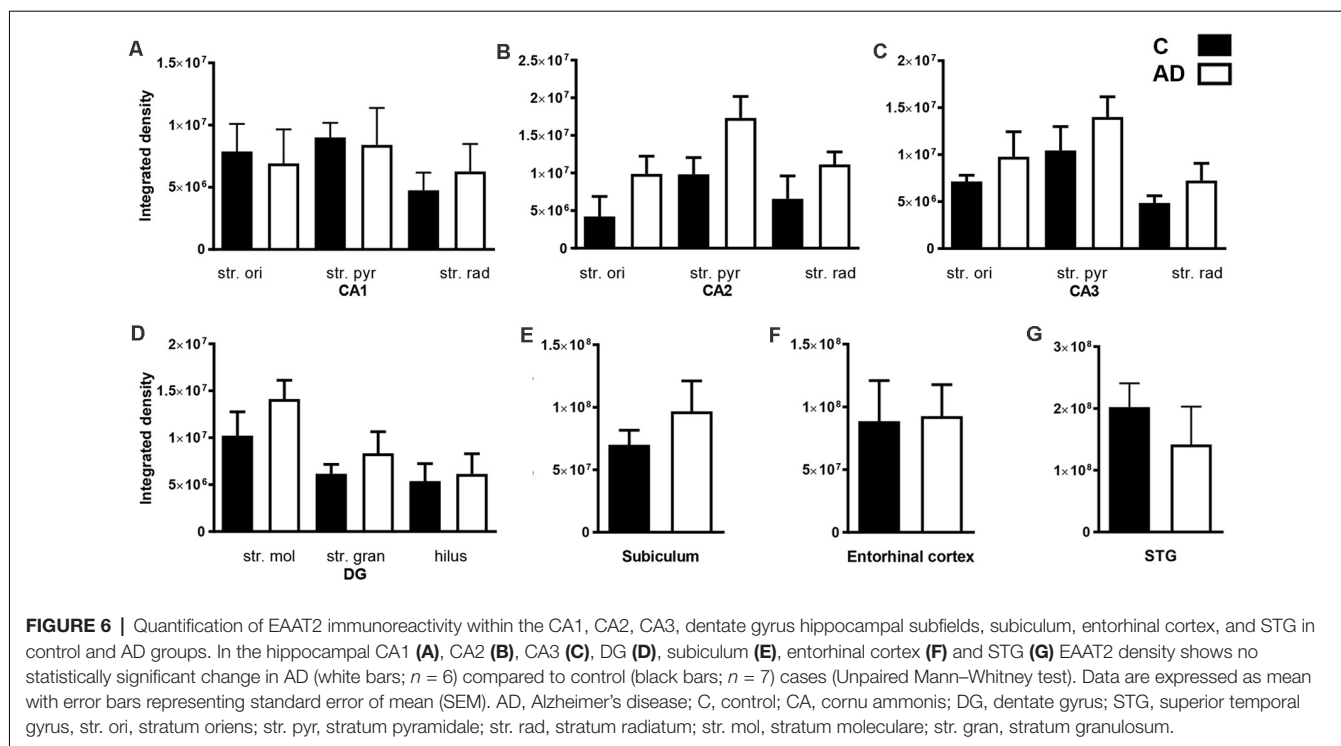 A
B
C
C
AD
Integrated density
1.5×10⁷
1×10⁷
5×10⁶
0
str. ori
str. pyr
str. rad
CA1
2.5×10⁷
2×10⁷
1.5×10⁷
1×10⁷
5×10⁶
0
str. ori
str. pyr
str. rad
CA2
2×10⁷
1.5×10⁷
1×10⁷
5×10⁶
0
str. ori
str. pyr
str. rad
CA3
D
E
F
G
Integrated density
2×10⁷
1.5×10⁷
1×10⁷
5×10⁶
0
str. mol
str. gran
hilus
DG
1.5×10⁸
1×10⁸
5×10⁷
0
Subiculum
1.5×10⁸
1×10⁸
5×10⁷
0
Entorhinal cortex
3×10⁸
2×10⁸
1×10⁸
0
STG
FIGURE 6 | Quantification of EAAT2 immunoreactivity within the CA1, CA2, CA3, dentate gyrus hippocampal subfields, subiculum, entorhinal cortex, and STG in
control and AD groups. In the hippocampal CA1 (A), CA2 (B), CA3 (C), DG (D), subiculum (E), entorhinal cortex (F) and STG (G) EAAT2 density shows no
statistically significant change in AD (white bars; n = 6) compared to control (black bars; n = 7) cases (Unpaired Mann–Whitney test). Data are expressed as mean
with error bars representing standard error of mean (SEM). AD, Alzheimer's disease; C, control; CA, cornu ammonis; DG, dentate gyrus; STG, superior temporal
gyrus, str. ori, stratum oriens; str. pyr, stratum pyramidale; str. rad, stratum radiatum; str. mol, stratum moleculare; str. gran, stratum granulosum.